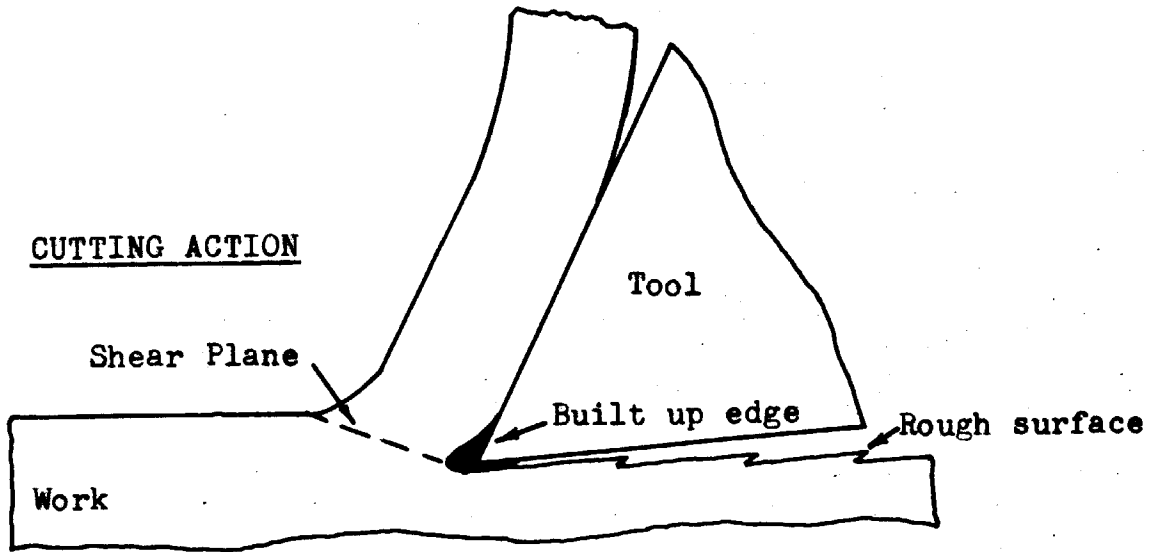 CUTTING ACTION
Tool
Shear Plane
Built up edge
Rough surface
Work